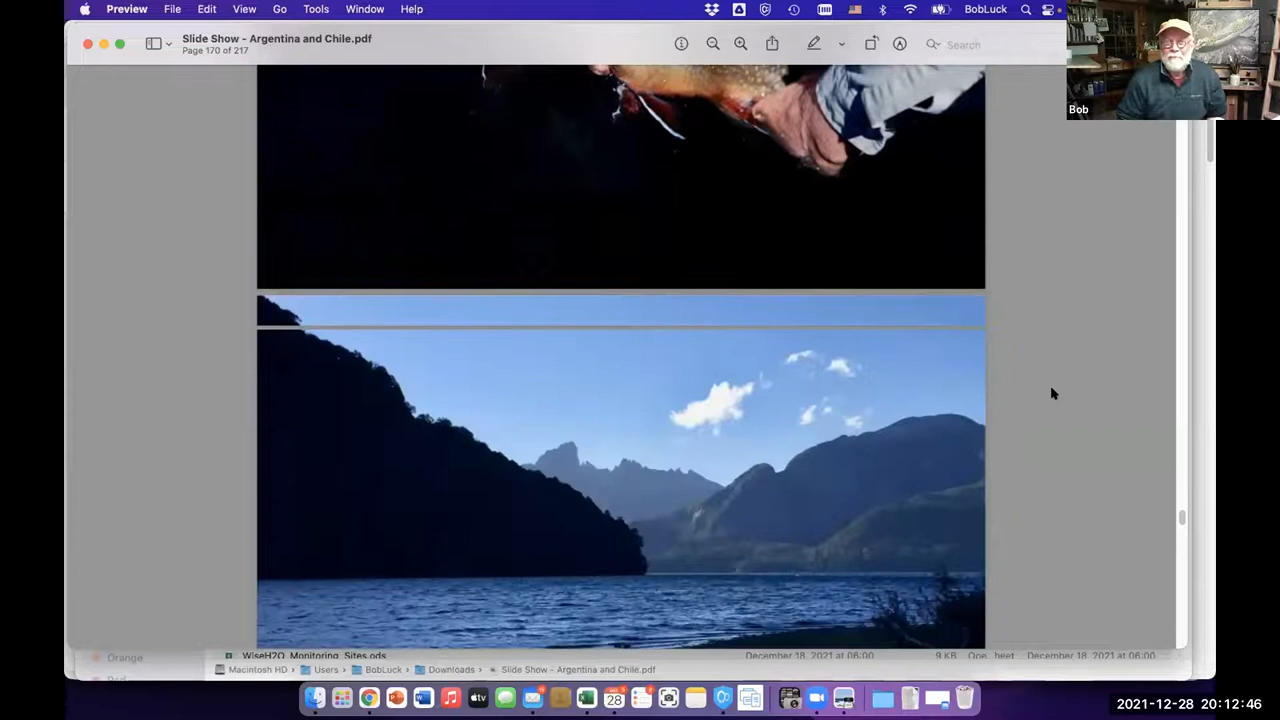 Preview File Edit View Go Tools Window Help BobLuck
Slide Show - Argentina and Chile.pdf
Page 170 of 217
Search
Bob
Orange
WiseH2O_Monitoring_Sites.ods December 18, 2021 at 06:00 9 KB December 18, 2021 at 06:00
Macintosh HD Users BobLuck Downloads Slide Show - Argentina and Chile.pdf
28
tv
2021-12-28 20:12:46